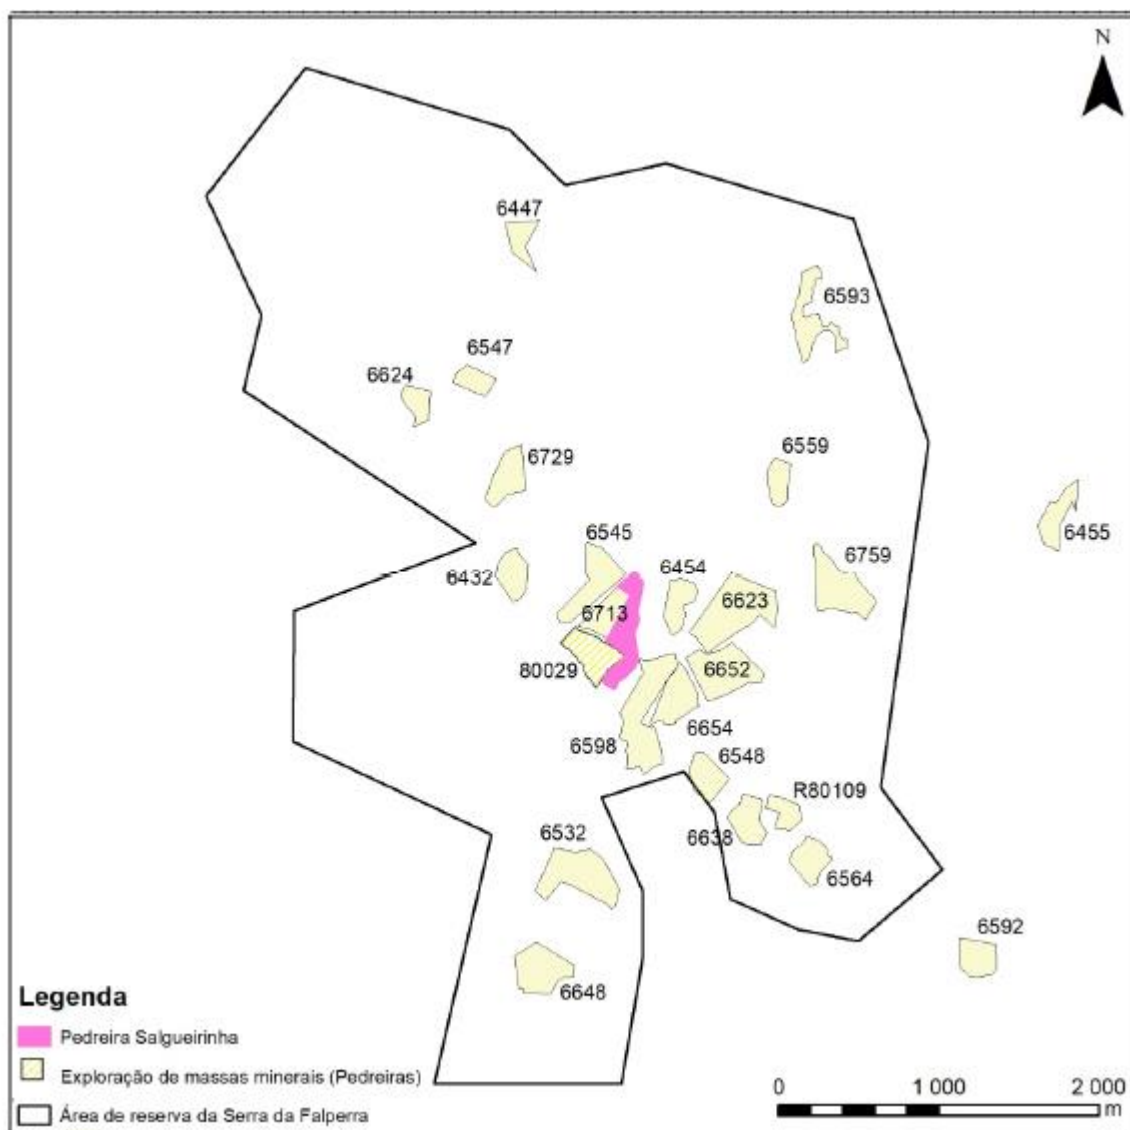 N
6447
6593
6547
6624
6559
6729
6455
6545
6759
6454
6432
6623
6713
80029
6652
6654
6598
6548
R80109
6532
6638
6564
6592
6648
Legenda
Pedreira Salgueirinha
Exploração de massas minerais (Pedreiras)
Área de reserva da Serra da Falperra
0 1 000 2 000
m